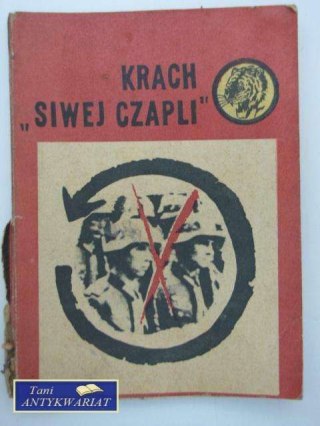 KRACH
„SIWEJ CZAPLI"
Tani
ANTYKWARIAT